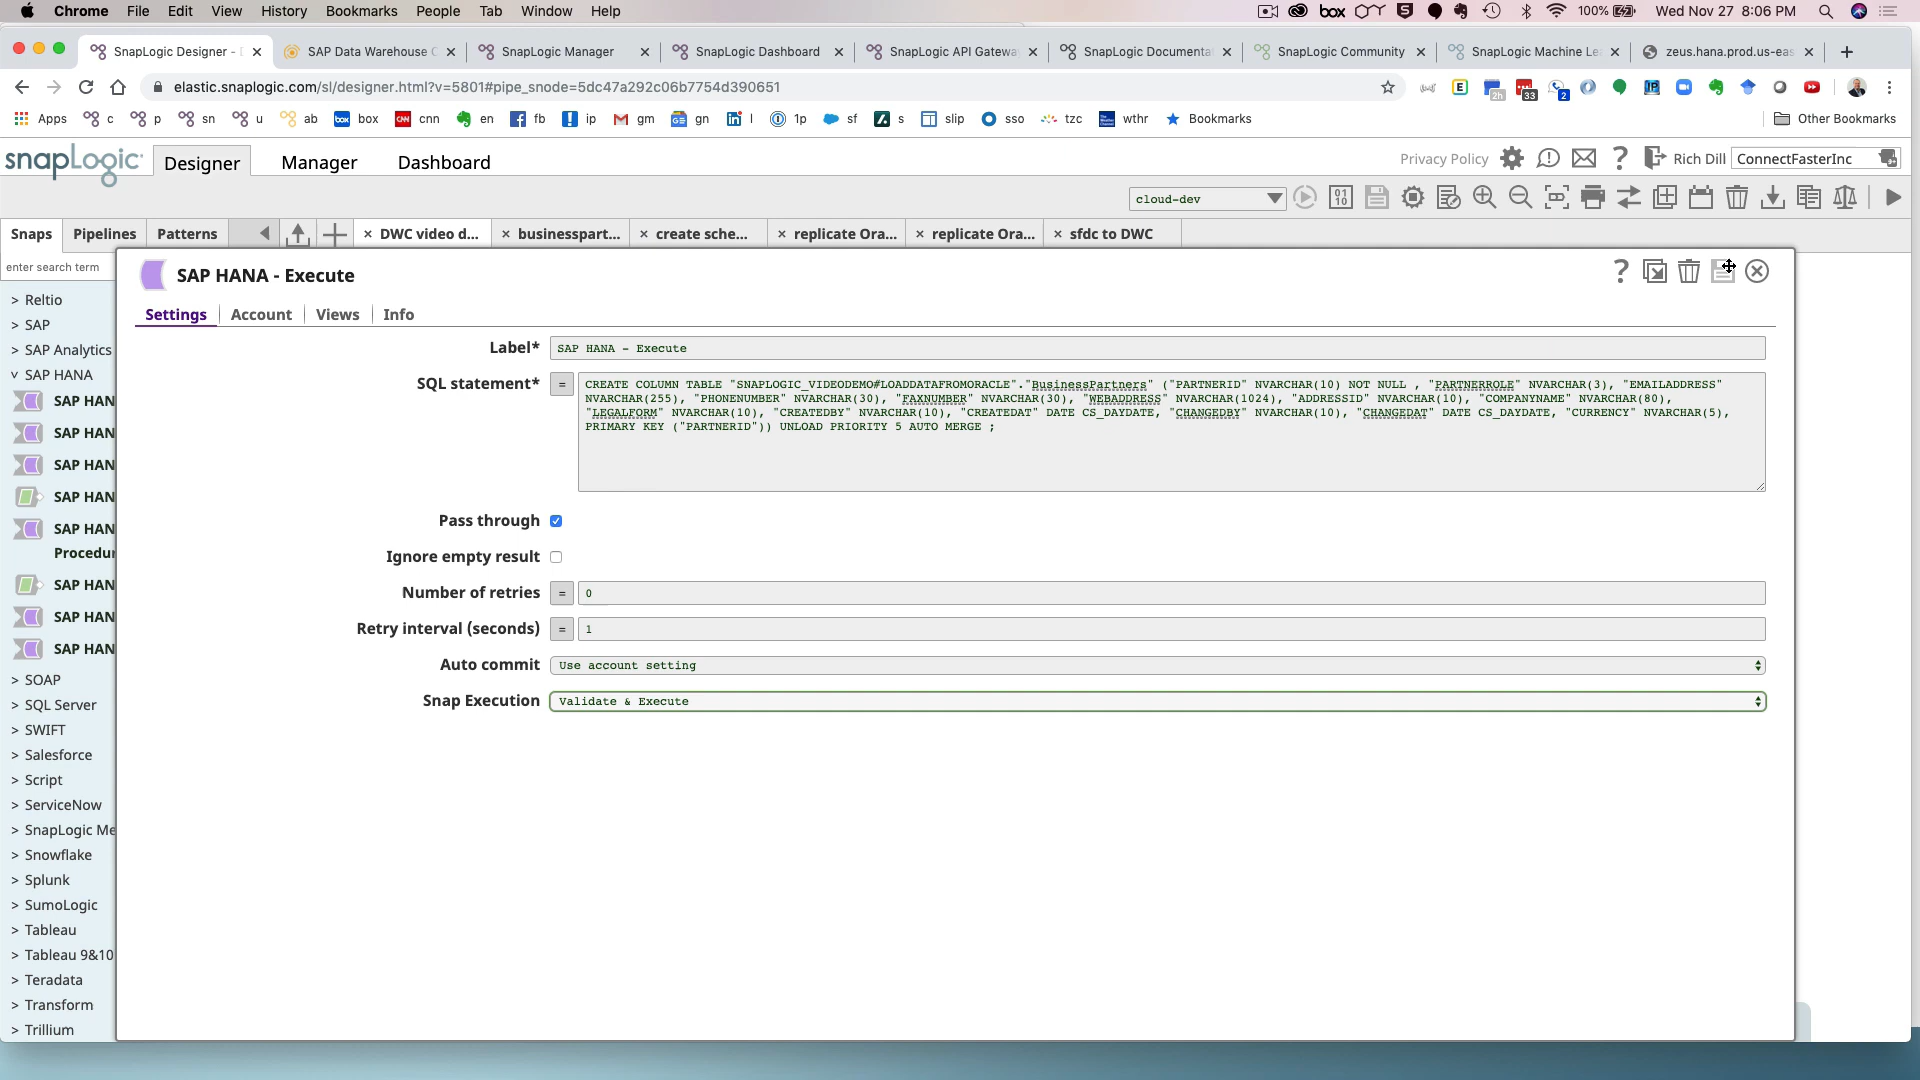 Chrome File Edit View History Bookmarks People Tab Window Help
box 100% Wed Nov 27 8:06 PM
SnapLogic Designer - SAP Data Warehouse C SnapLogic Manager SnapLogic Dashboard SnapLogic API Gatewa SnapLogic Documenta SnapLogic Community SnapLogic Machine Le zeus.hana.prod.us-eas
elastic.snaplogic.com/sl/designer.html?v=5801#pipe_snode=5dc47a292c06b7754d390651
2h 33 2
Apps c p sn u ab box cnn en fb ip gm gn l 1p sf s slip sso tzc wthr Bookmarks Other Bookmarks
snapLogic Designer Manager Dashboard Privacy Policy Rich Dill ConnectFasterInc
cloud-dev
Snaps Pipelines Patterns DWC video d... businesspart... create sche... replicate Ora... replicate Ora... sfdc to DWC
enter search term
SAP HANA - Execute
Settings Account Views Info
Label* SAP HANA - Execute
SQL statement* = CREATE COLUMN TABLE "SNAPLOGIC_VIDEODEMO#LOADDATAFROMORACLE"."BusinessPartners" ("PARTNERID" NVARCHAR(10) NOT NULL , "PARTNERROLE" NVARCHAR(3), "EMAILADDRESS"
NVARCHAR(255), "PHONENUMBER" NVARCHAR(30), "FAXNUMBER" NVARCHAR(30), "WEBADDRESS" NVARCHAR(1024), "ADDRESSID" NVARCHAR(10), "COMPANYNAME" NVARCHAR(80),
"LEGALFORM" NVARCHAR(10), "CREATEDBY" NVARCHAR(10), "CREATEDAT" DATE CS_DAYDATE, "CHANGEDBY" NVARCHAR(10), "CHANGEDAT" DATE CS_DAYDATE, "CURRENCY" NVARCHAR(5),
PRIMARY KEY ("PARTNERID")) UNLOAD PRIORITY 5 AUTO MERGE ;
Pass through
Ignore empty result
Number of retries = 0
Retry interval (seconds) = 1
Auto commit Use account setting
Snap Execution Validate & Execute
> Reltio
> SAP
> SAP Analytics
v SAP HANA
SAP HAN
SAP HAN
SAP HAN
SAP HAN
SAP HAN
Procedur
SAP HAN
SAP HAN
SAP HAN
> SOAP
> SQL Server
> SWIFT
> Salesforce
> Script
> ServiceNow
> SnapLogic Me
> Snowflake
> Splunk
> SumoLogic
> Tableau
> Tableau 9&10
> Teradata
> Transform
> Trillium